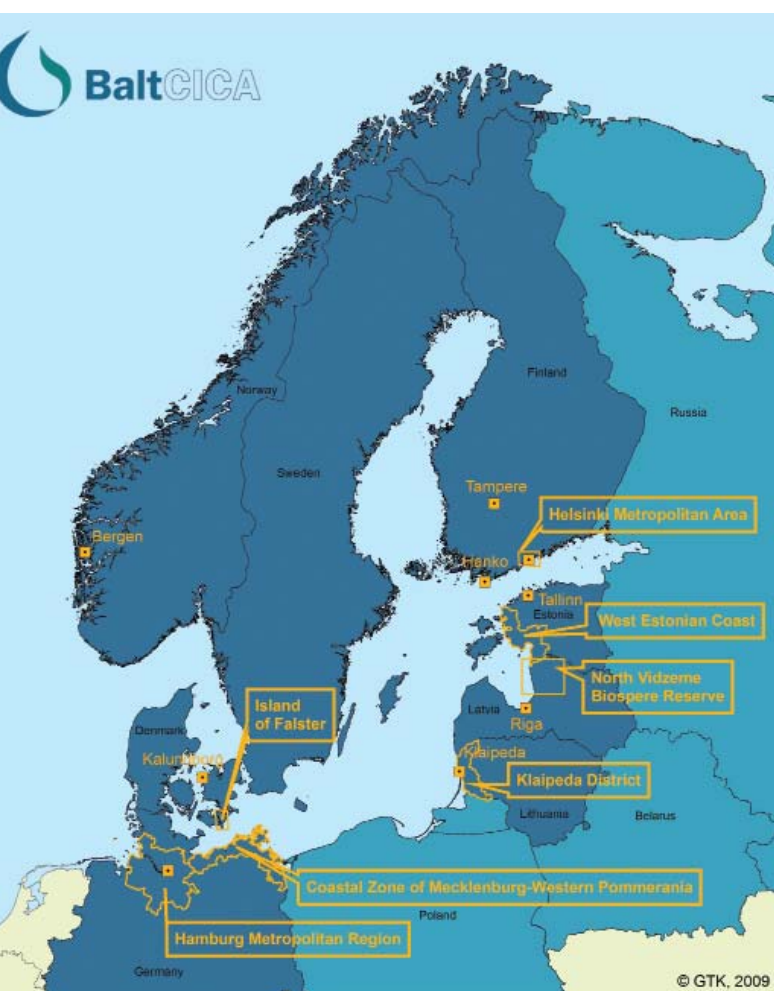 BaltCICA
Norway
Finland
Russia
Sweden
Tampere
Helsinki Metropolitan Area
Bergen
Hanko
Tallinn
Estonia
West Estonian Coast
North Vidzeme
Biospere Reserve
Island
of Falster
Latvia
Riga
Denmark
Kalundborg
Klaipeda
Klaipeda District
Lithuania
Belarus
Coastal Zone of Mecklenburg-Western Pommerania
Poland
Hamburg Metropolitan Region
Germany
© GTK, 2009